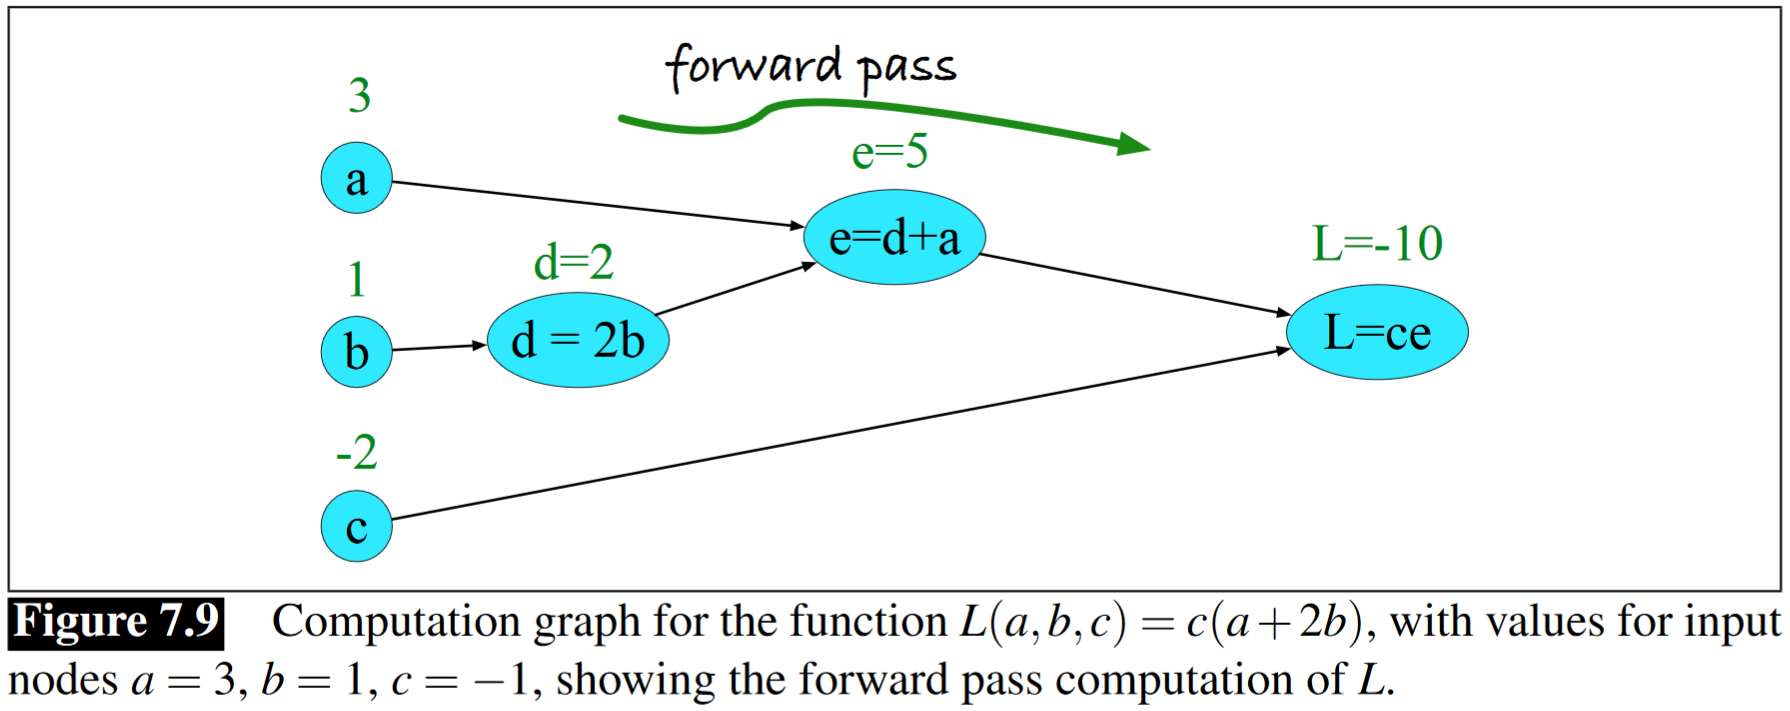 forward pass
3
a
e=5
e=d+a
1
b
d=2
d = 2b
L=-10
L=ce
-2
c
Figure 7.9 Computation graph for the function L(a,b,c) = c(a+2b), with values for input
nodes a = 3, b = 1, c = −1, showing the forward pass computation of L.